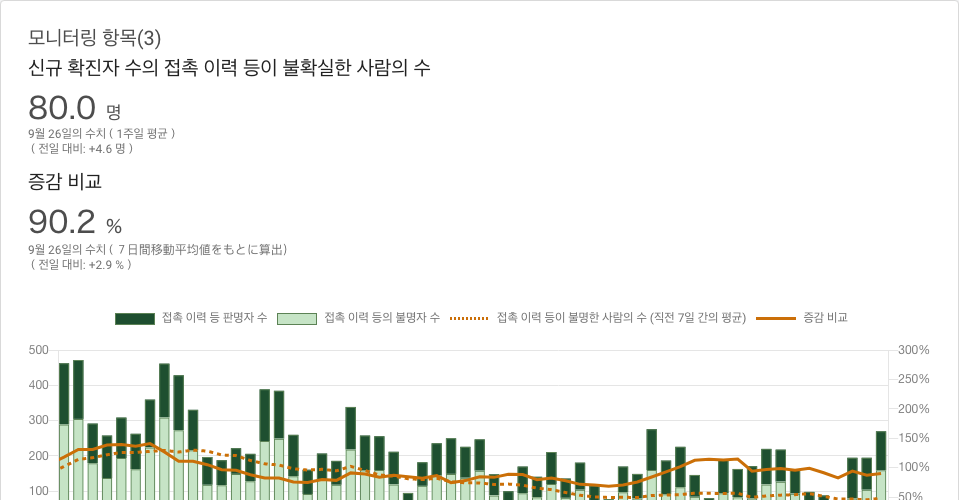 모니터링 항목(3)
신규 확진자 수의 접촉 이력 등이 불확실한 사람의 수
80.0 명
9월 26일의 수치 ( 1주일 평균 )
( 전일 대비: +4.6 명 )
증감 비교
90.2 %
9월 26일의 수치 ( ７日間移動平均値をもとに算出)
( 전일 대비: +2.9 % )
접촉 이력 등 판명자 수 접촉 이력 등의 불명자 수 접촉 이력 등이 불명한 사람의 수 (직전 7일 간의 평균) 증감 비교
500 300%
250%
400
200%
300
150%
200
100%
100
50%